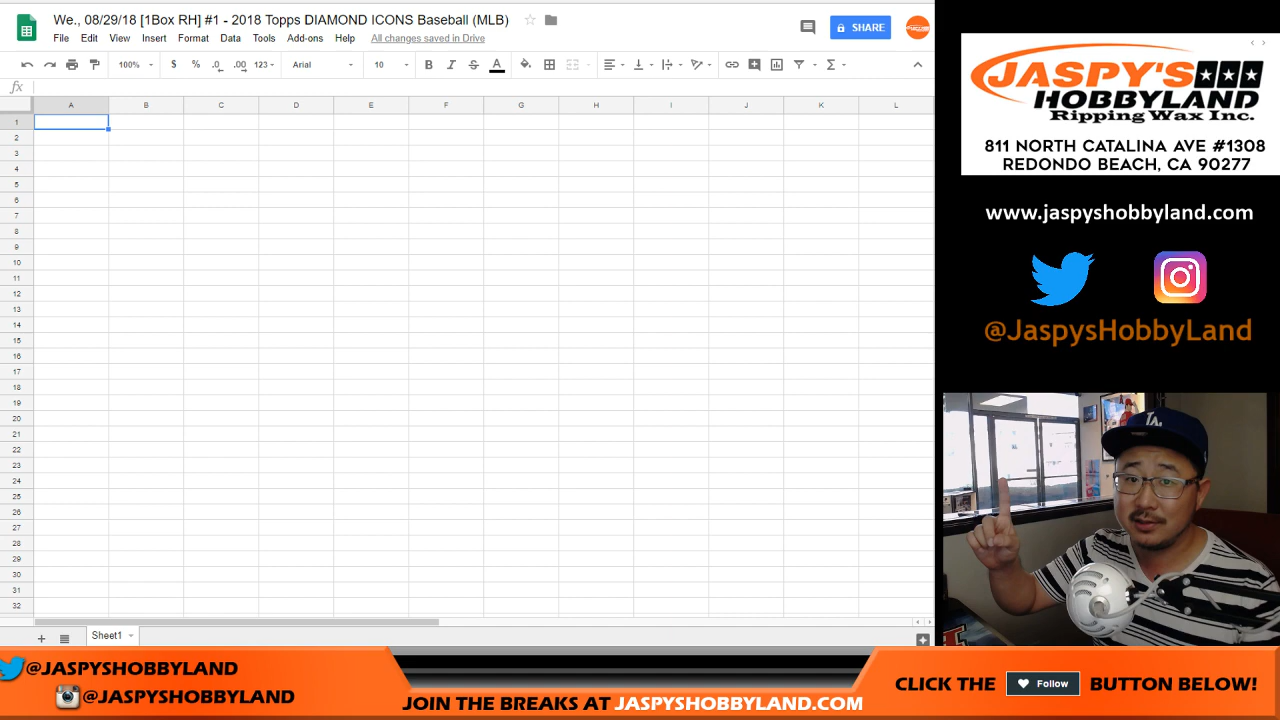 We., 08/29/18 [1Box RH] #1 - 2018 Topps DIAMOND ICONS Baseball (MLB)
SHARE
File Edit View Insert Format Data Tools Add-ons Help All changes saved in Drive
100% $ % .0 .00 123 Arial 10 B I S A Σ
fx
A B C D E F G H I J K L
1
2
3
4
5
6
7
8
9
10
11
12
13
14
15
16
17
18
19
20
21
22
23
24
25
26
27
28
29
30
31
32
Sheet1
JASPY'S
HOBBYLAND
Ripping Wax Inc.
811 NORTH CATALINA AVE #1308
REDONDO BEACH, CA 90277
www.jaspyshobbyland.com
@JaspysHobbyLand
LA
@JASPYSHOBBYLAND
@JASPYSHOBBYLAND
JOIN THE BREAKS AT JASPYSHOBBYLAND.COM
CLICK THE Follow BUTTON BELOW!